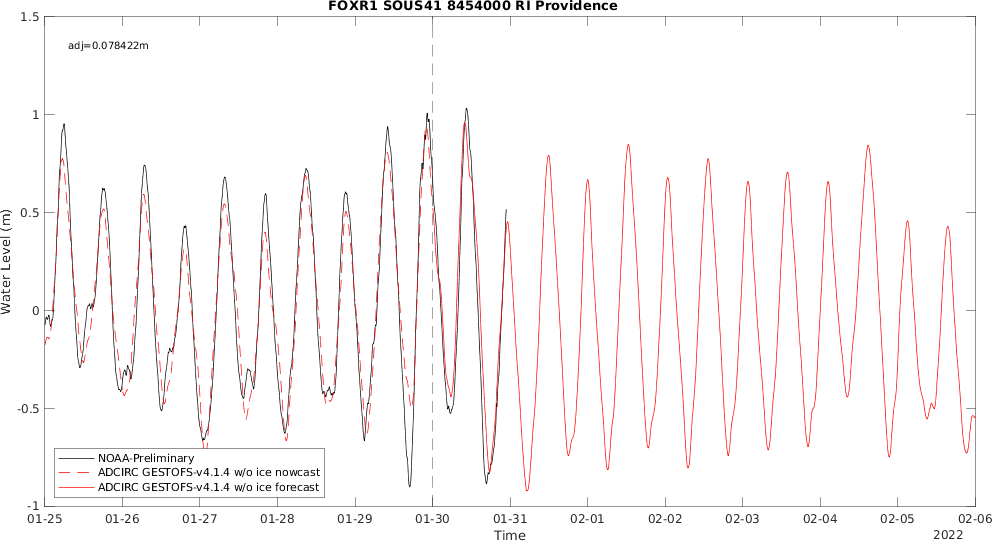 FOXR1 SOUS41 8454000 RI Providence
adj=0.078422m
Water Level (m)
1.5
1
0.5
0
-0.5
-1
NOAA-Preliminary
ADCIRC GESTOFS-v4.1.4 w/o ice nowcast
ADCIRC GESTOFS-v4.1.4 w/o ice forecast
01-25 01-26 01-27 01-28 01-29 01-30 01-31 02-01 02-02 02-03 02-04 02-05 02-06
Time
2022